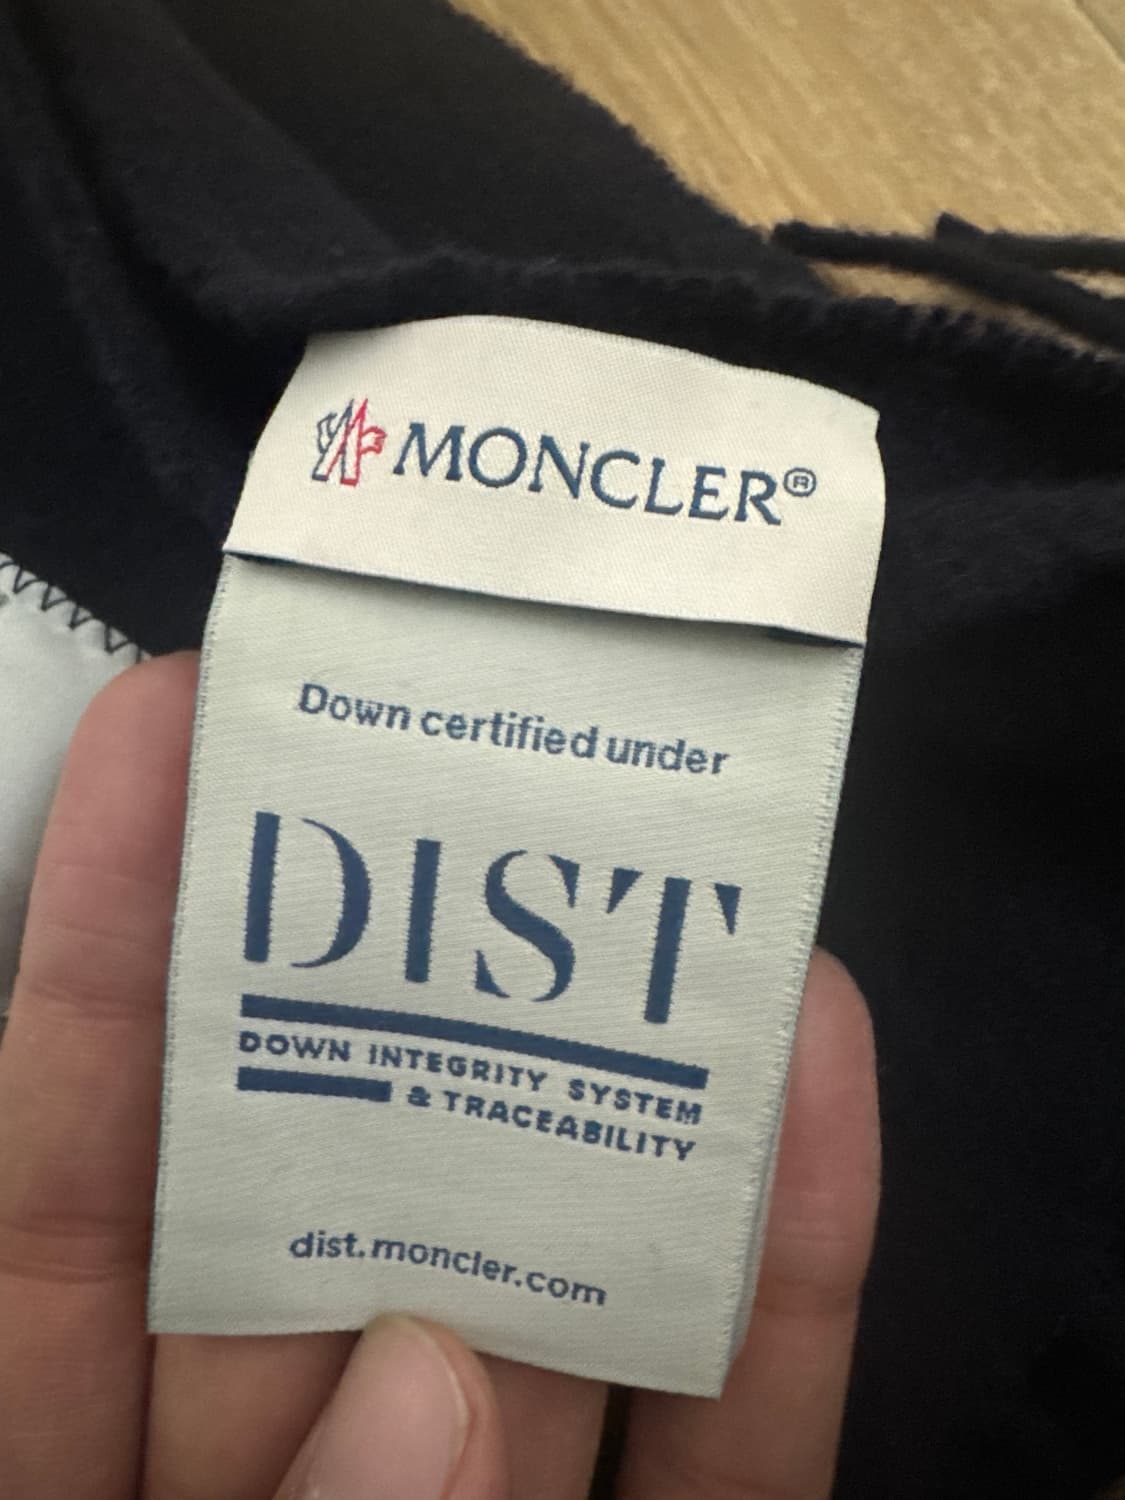 MONCLER®
Down certified under
DIST
DOWN INTEGRITY SYSTEM
& TRACEABILITY
dist.moncler.com